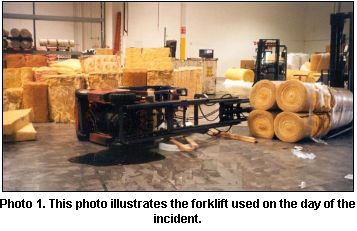 Photo 1. This photo illustrates the forklift used on the day of the
incident.